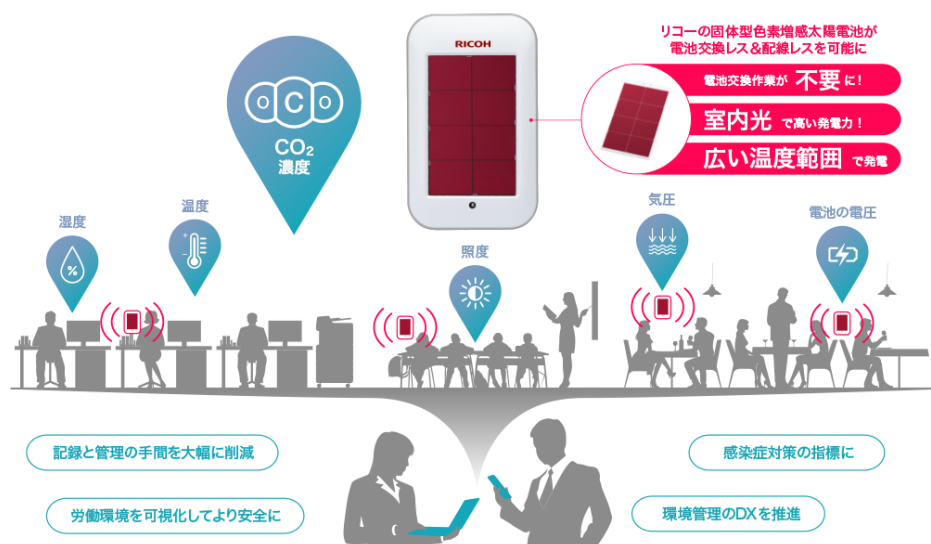 リコーの固体型色素増感太陽電池が
電池交換レス＆配線レスを可能に
RICOH
電池交換作業が 不要 に！
室内光 で高い発電力！
広い温度範囲 で発電
OCO
CO₂
濃度
湿度
%
温度
+
−
照度
気圧
電池の電圧
記録と管理の手間を大幅に削減
感染症対策の指標に
労働環境を可視化してより安全に
環境管理のDXを推進